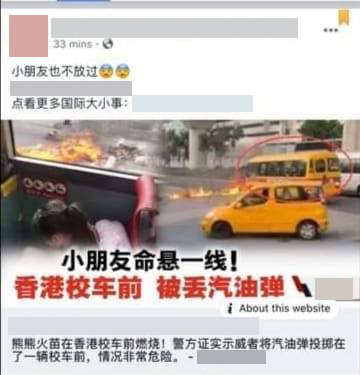 33 mins ·
小朋友也不放过😨😨
点看更多国际大小事：
小朋友命悬一线！
香港校车前 被丢汽油弹
i About this website
熊熊火苗在香港校车前燃烧！警方证实示威者将汽油弹投掷在
了一辆校车前，情况非常危险。 -